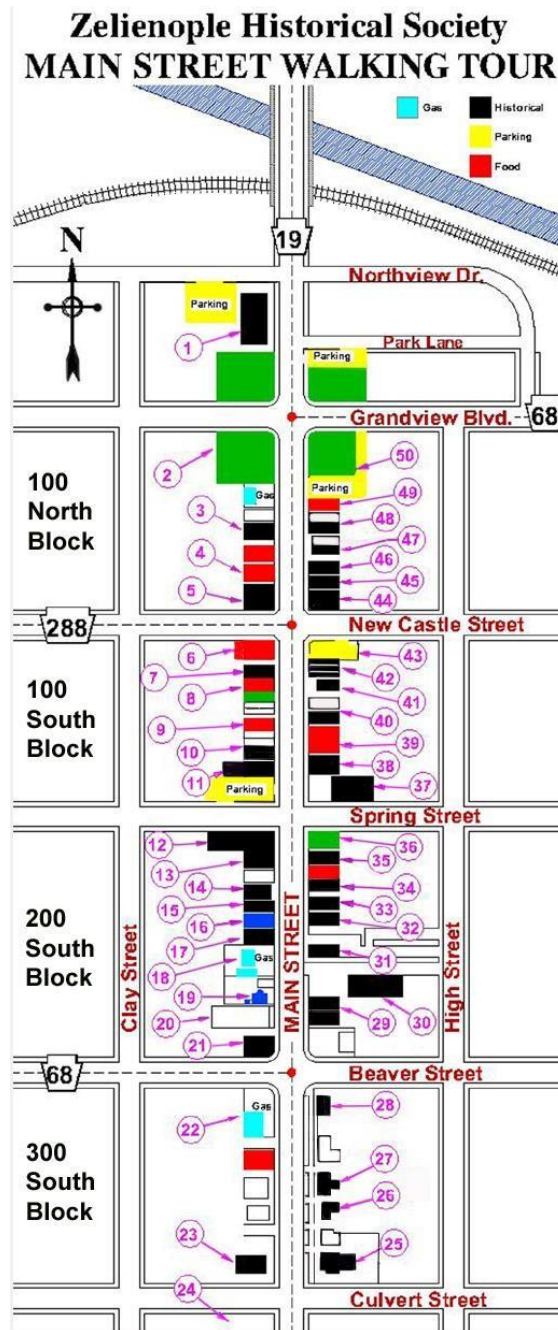 Zelienople Historical Society
MAIN STREET WALKING TOUR
Gas
Historical
Parking
Food
19
N
Northview Dr.
Parking
1
Park Lane
Parking
68
Grandview Blvd.
2
50
100
North
Block
Gas
Parking
3
49
48
4
47
46
5
45
44
288
New Castle Street
6
43
7
42
100
South
Block
8
41
40
9
39
10
38
11
Parking
37
Spring Street
12
36
13
35
14
34
15
33
16
32
200
South
Block
17
31
18
Gas
Clay Street
MAIN STREET
High Street
19
20
30
29
21
68
Beaver Street
Gas
28
22
300
South
Block
27
26
23
25
24
Culvert Street